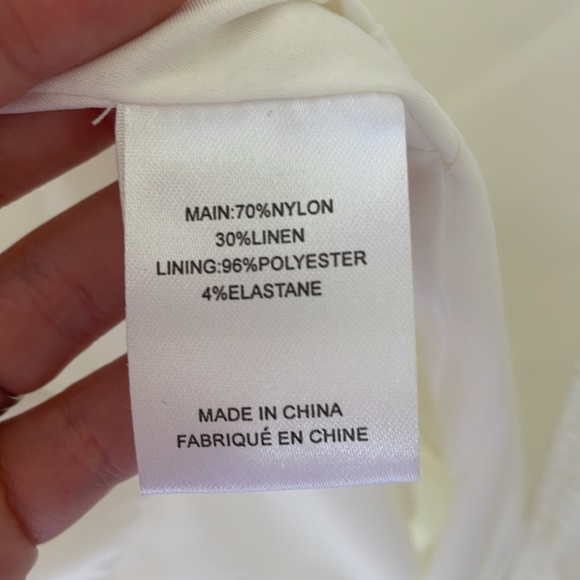 MAIN:70%NYLON
30%LINEN
LINING:96%POLYESTER
4%ELASTANE
MADE IN CHINA
FABRIQUÉ EN CHINE